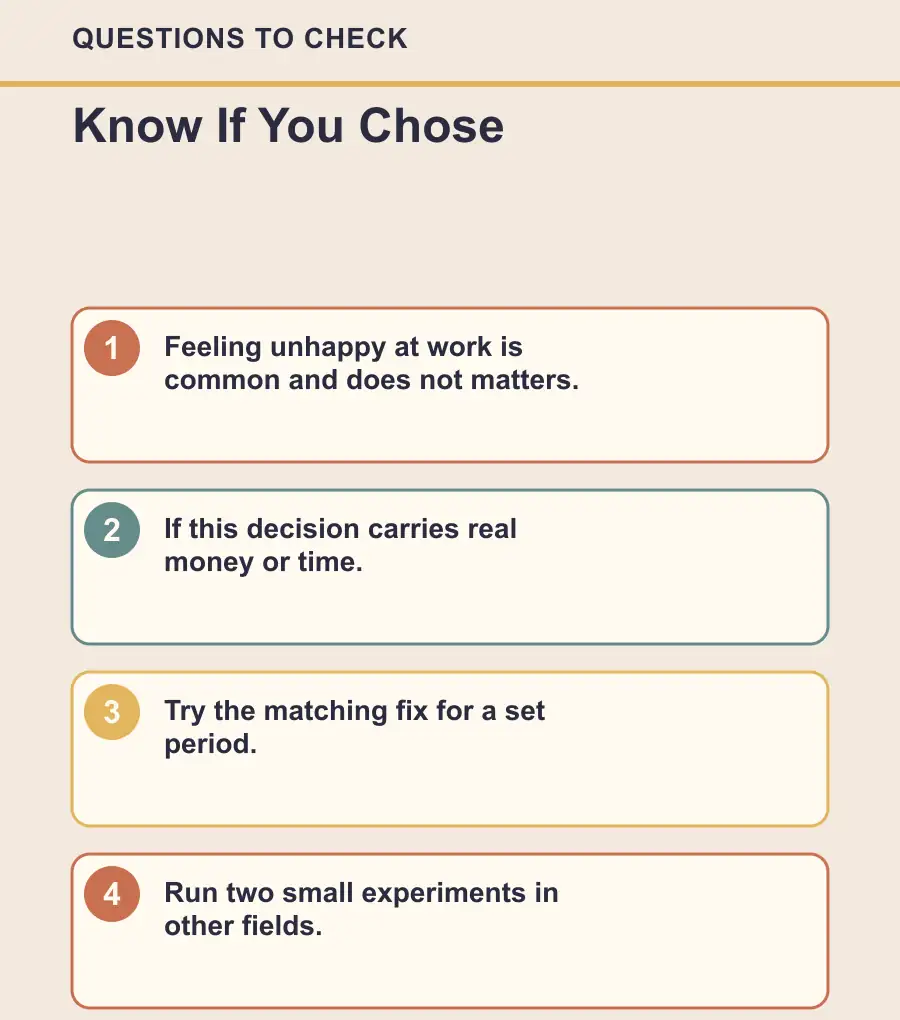 QUESTIONS TO CHECK
Know If You Chose
1
Feeling unhappy at work is
common and does not matters.
2
If this decision carries real
money or time.
3
Try the matching fix for a set
period.
4
Run two small experiments in
other fields.